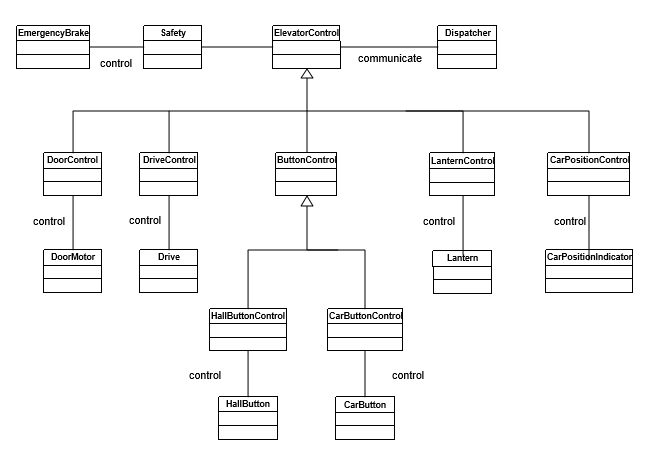 EmergencyBrake
Safety
ElevatorControl
Dispatcher
control
communicate
DoorControl
DriveControl
ButtonControl
LanternControl
CarPositionControl
control
control
control
control
DoorMotor
Drive
Lantern
CarPositionIndicator
HallButtonControl
CarButtonControl
control
control
HallButton
CarButton